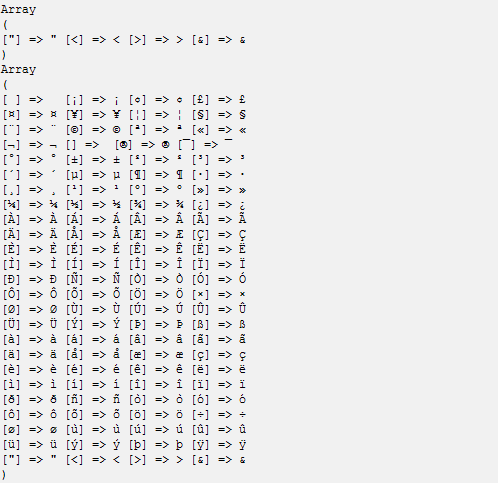 Array
(
["] => " [<] => < [>] => > [&] => &
)
Array
(
[ ] =>   [¡] => ¡ [¢] => ¢ [£] => £
[¤] => ¤ [¥] => ¥ [¦] => ¦ [§] => §
[¨] => ¨ [©] => © [ª] => ª [«] => «
[¬] => ¬ [] =>  [®] => ® [¯] => ¯
[°] => ° [±] => ± [²] => ² [³] => ³
[´] => ´ [µ] => µ [¶] => ¶ [·] => ·
[¸] => ¸ [¹] => ¹ [º] => º [»] => »
[¼] => ¼ [½] => ½ [¾] => ¾ [¿] => ¿
[À] => À [Á] => Á [Â] => Â [Ã] => Ã
[Ä] => Ä [Å] => Å [Æ] => Æ [Ç] => Ç
[È] => È [É] => É [Ê] => Ê [Ë] => Ë
[Ì] => Ì [Í] => Í [Î] => Î [Ï] => Ï
[Ð] => Ð [Ñ] => Ñ [Ò] => Ò [Ó] => Ó
[Ô] => Ô [Õ] => Õ [Ö] => Ö [×] => ×
[Ø] => Ø [Ù] => Ù [Ú] => Ú [Û] => Û
[Ü] => Ü [Ý] => Ý [Þ] => Þ [ß] => ß
[à] => à [á] => á [â] => â [ã] => ã
[ä] => ä [å] => å [æ] => æ [ç] => ç
[è] => è [é] => é [ê] => ê [ë] => ë
[ì] => ì [í] => í [î] => î [ï] => ï
[ð] => ð [ñ] => ñ [ò] => ò [ó] => ó
[ô] => ô [õ] => õ [ö] => ö [÷] => ÷
[ø] => ø [ù] => ù [ú] => ú [û] => û
[ü] => ü [ý] => ý [þ] => þ [ÿ] => ÿ
["] => " [<] => < [>] => > [&] => &
)